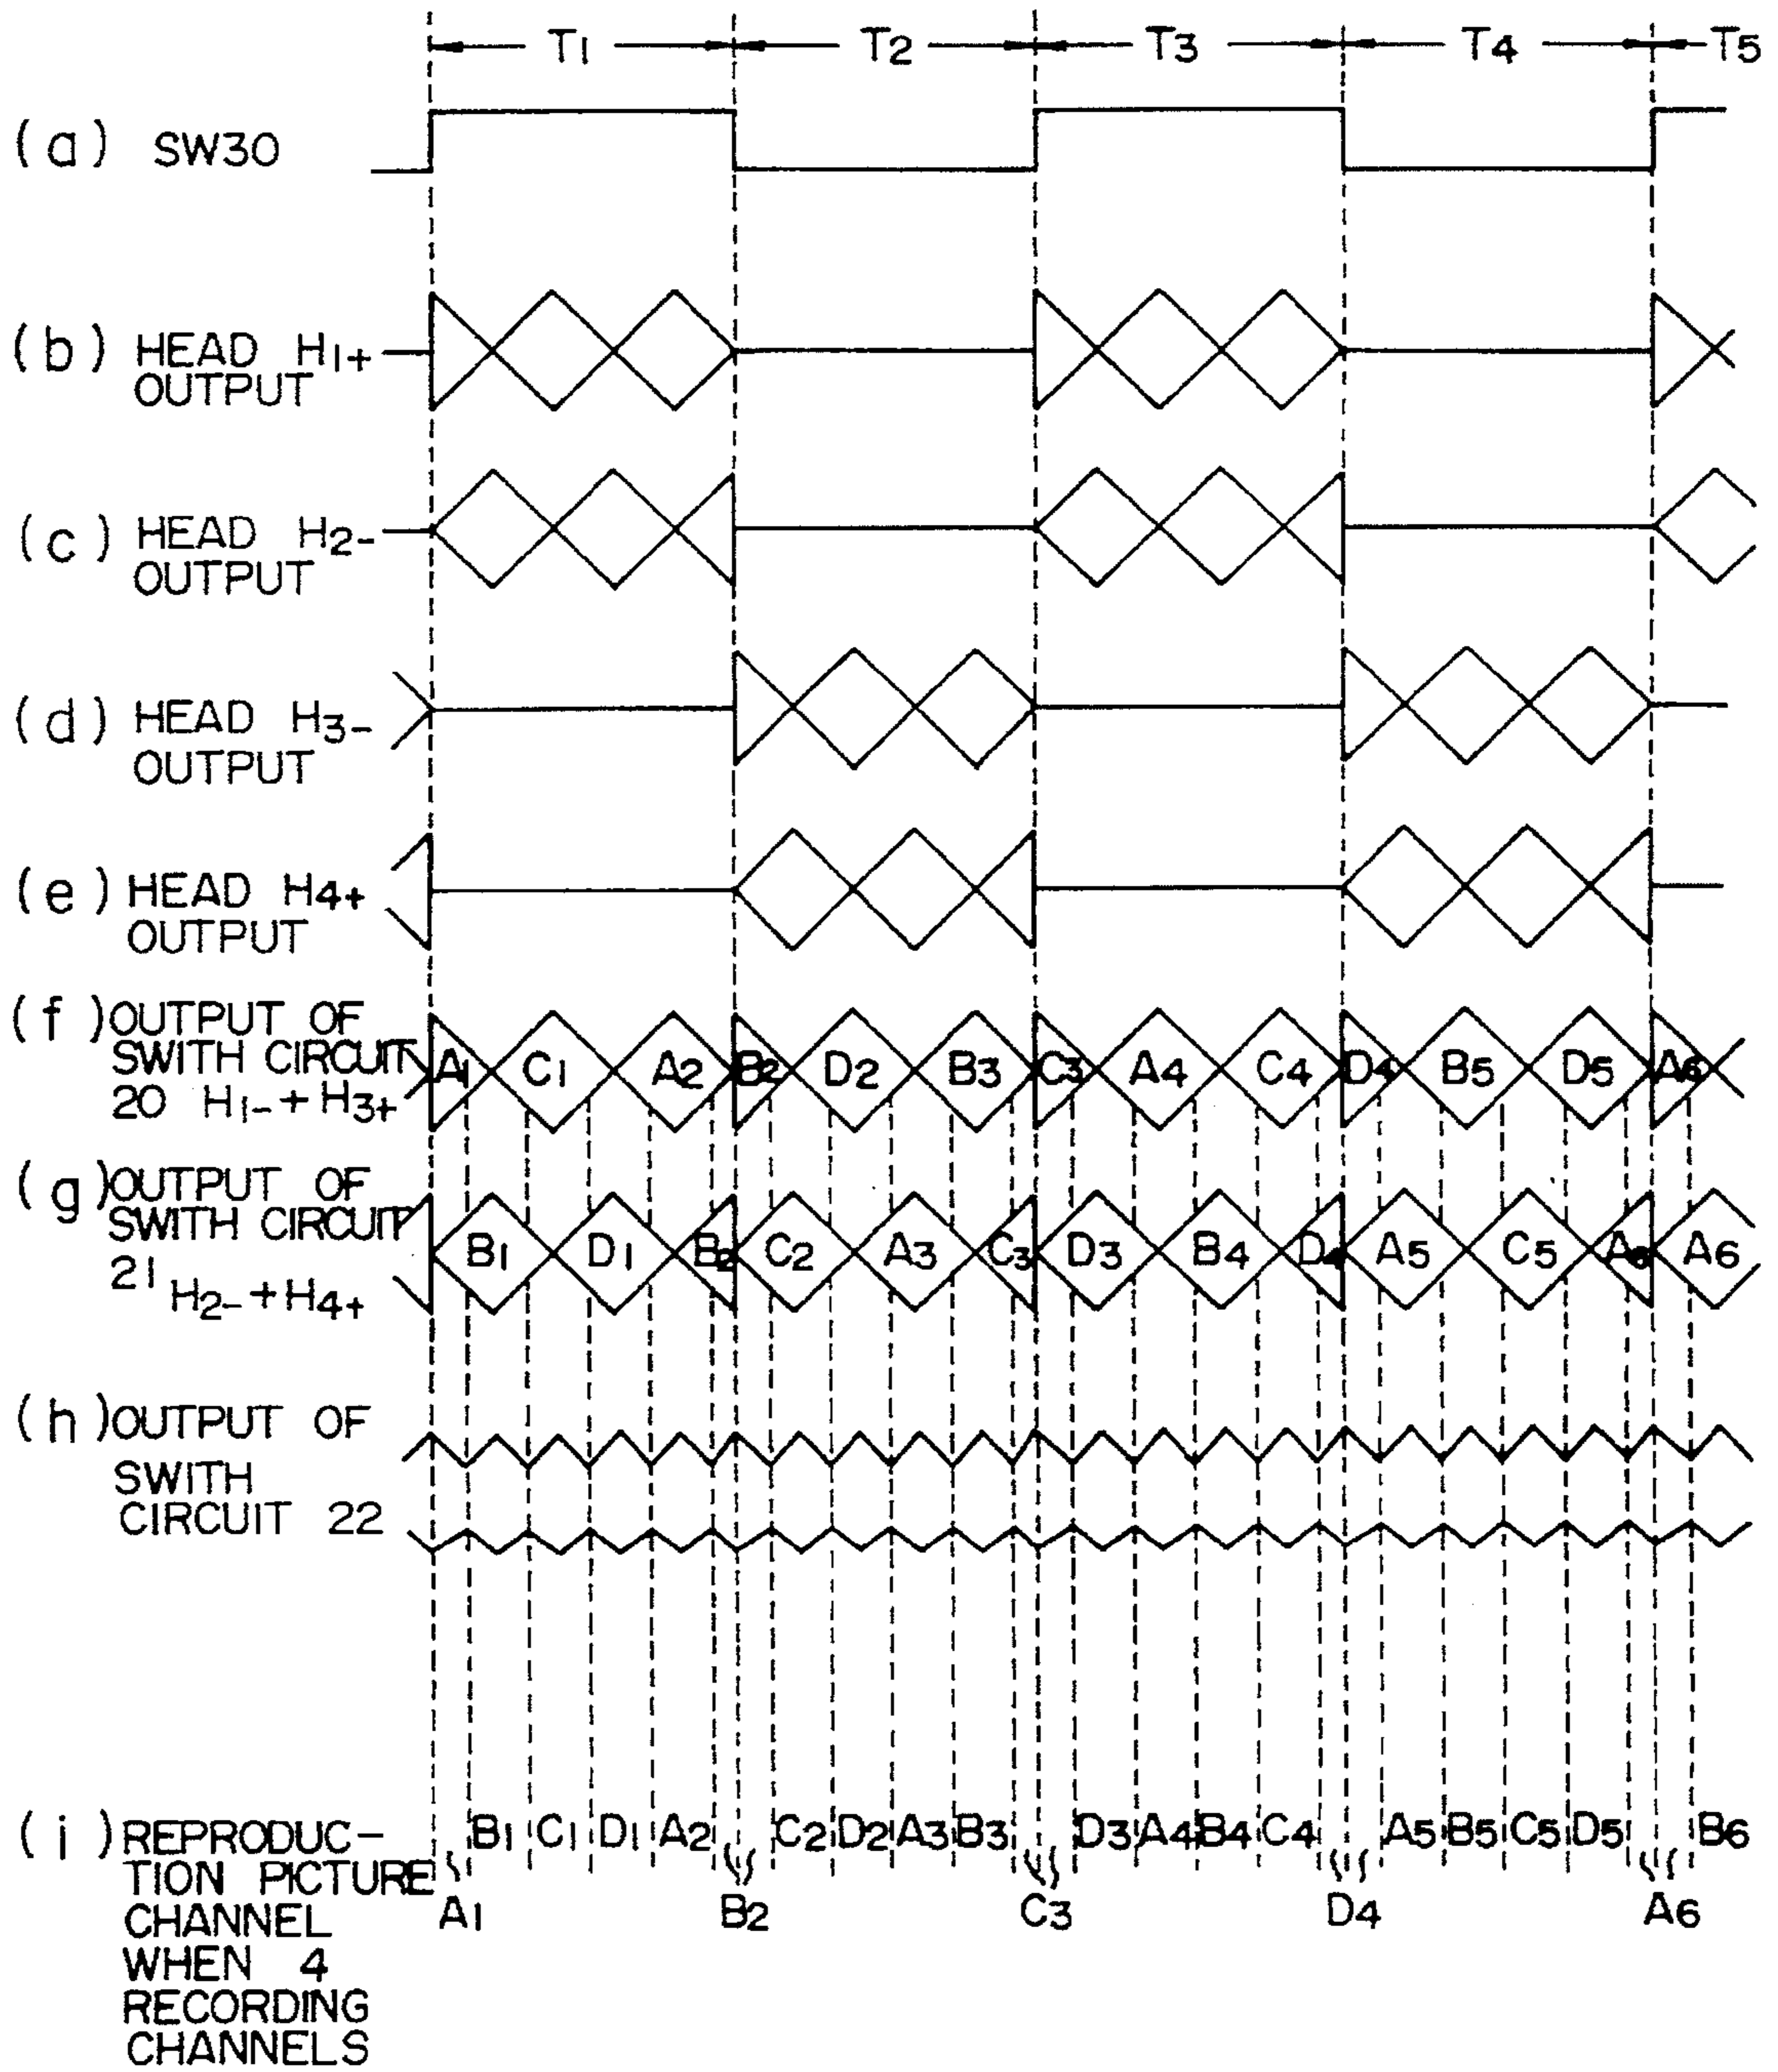 T1 T2 T3 T4 T5
(a) SW30
(b) HEAD H1+
OUTPUT
(c) HEAD H2-
OUTPUT
(d) HEAD H3-
OUTPUT
(e) HEAD H4+
OUTPUT
(f) OUTPUT OF
SWITH CIRCUIT
20 H1-+H3+
A1 C1 A2 B2 D2 B3 C3 A4 C4 D4 B5 D5 A6
(g) OUTPUT OF
SWITH CIRCUIT
21 H2-+H4+
B1 D1 B2 C2 A3 C3 D3 B4 D4 A5 C5 A6 A6
(h) OUTPUT OF
SWITH
CIRCUIT 22
(i) REPRODUC-
TION PICTURE
CHANNEL
WHEN 4
RECORDING
CHANNELS
B1 C1 D1 A2 C2 D2 A3 B3 D3 A4 B4 C4 A5 B5 C5 D5 B6
A1 B2 C3 D4 A6